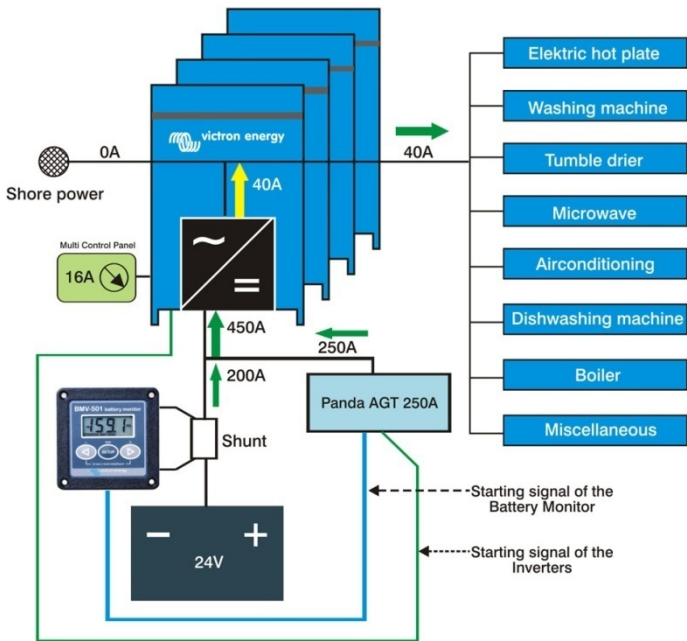 victron energy
0A
40A
Shore power
40A
Multi Control Panel
16A
~
=
450A
250A
200A
Panda AGT 250A
BMV-501 battery monitor
-159.1
SETUP
Shunt
24V
Elektric hot plate
Washing machine
Tumble drier
Microwave
Airconditioning
Dishwashing machine
Boiler
Miscellaneous
Starting signal of the
Battery Monitor
Starting signal of the
Inverters